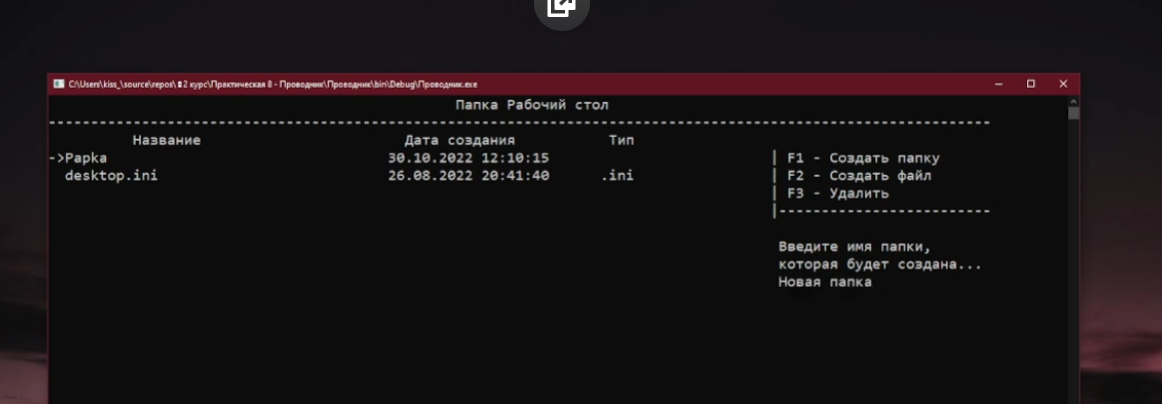 C:\Users\kiss_\source\repos\ 2 курс\Практическая 8 - Проводник\Проводник\bin\Debug\Проводник.exe
Папка Рабочий стол
Название Дата создания Тип
->Papka 30.10.2022 12:10:15 | F1 - Создать папку
desktop.ini 26.08.2022 20:41:40 .ini | F2 - Создать файл
| F3 - Удалить
Введите имя папки,
которая будет создана...
Новая папка